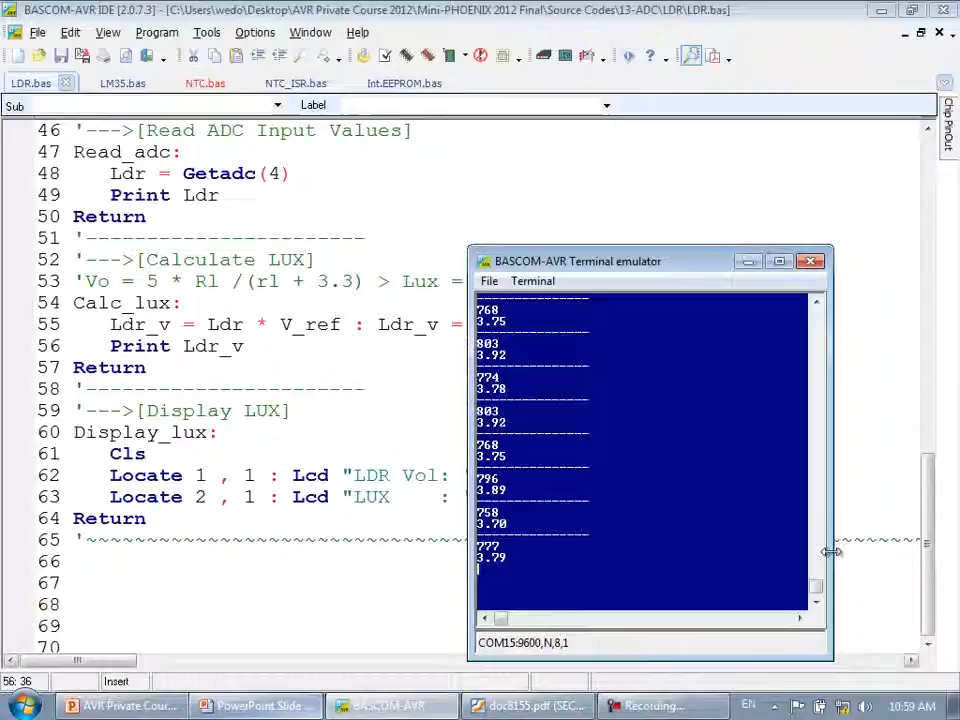 BASCOM-AVR IDE [2.0.7.3] - [C:\Users\wedo\Desktop\AVR Private Course 2012\Mini-PHOENIX 2012 Final\Source Codes\13-ADC\LDR\LDR.bas]
File Edit View Program Tools Options Window Help
LDR.bas LM35.bas NTC.bas NTC_ISR.bas Int.EEPROM.bas
Sub Label
Chip PinOut
46 '--->[Read ADC Input Values]
47 Read_adc:
48 Ldr = Getadc(4)
49 Print Ldr
50 Return
51 '-----------------------
52 '--->[Calculate LUX]
53 'Vo = 5 * Rl /(rl + 3.3) > Lux =
54 Calc_lux:
55 Ldr_v = Ldr * V_ref : Ldr_v =
56 Print Ldr_v
57 Return
58 '-----------------------
59 '--->[Display LUX]
60 Display_lux:
61 Cls
62 Locate 1 , 1 : Lcd "LDR Vol: "
63 Locate 2 , 1 : Lcd "LUX    : "
64 Return
65 '~~~~~~~~~~~~~~~~~~~~~~~~~~~~~~~~~~~~~~~~~~~~~~~~
66
67
68
69
70
BASCOM-AVR Terminal emulator
File Terminal
----------------
768
3.75
----------------
803
3.92
----------------
774
3.78
----------------
803
3.92
----------------
768
3.75
----------------
796
3.89
----------------
758
3.70
----------------
777
3.79
COM15:9600,N,8,1
56: 36 Insert
AVR Private Cour... PowerPoint Slide ... BASCOM-AVR doc8155.pdf (SEC... Recording... EN 10:59 AM